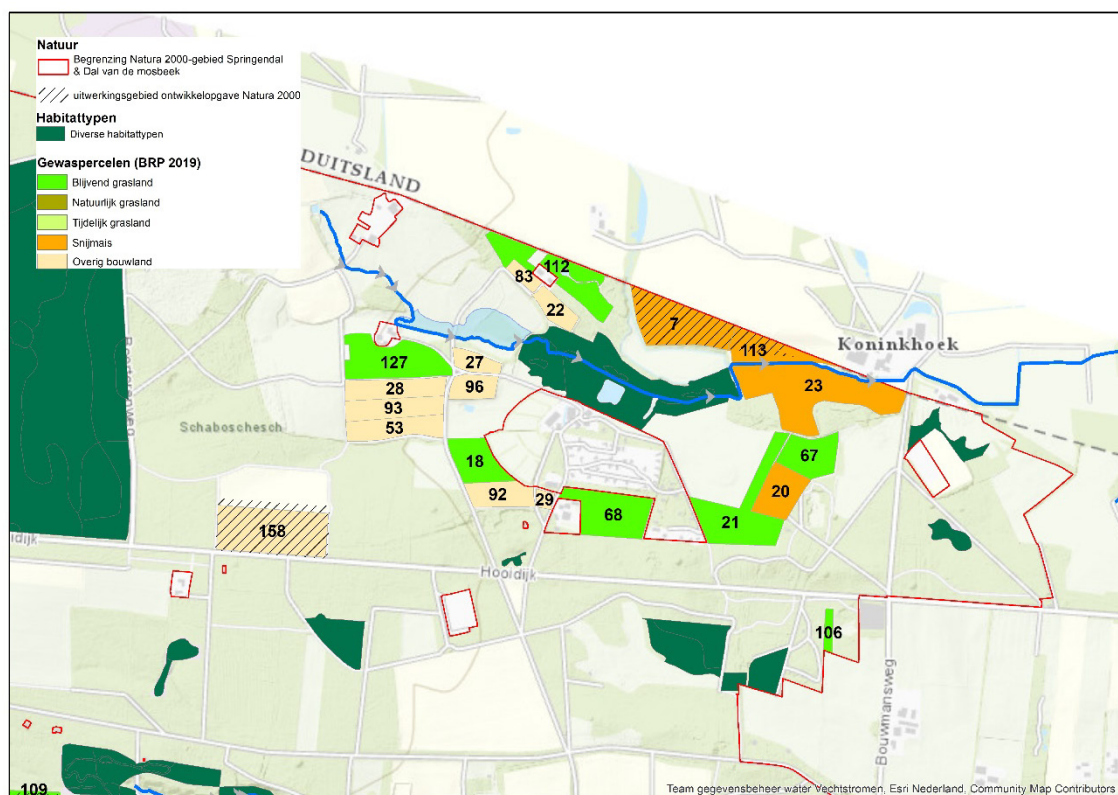 Natuur
Begrenzing Natura 2000-gebied Springendal
& Dal van de mosbeek
uitwerkingsgebied ontwikkelopgave Natura 2000
Habitattypen
Diverse habitattypen
Gewaspercelen (BRP 2019)
Blijvend grasland
Natuurlijk grasland
Tijdelijk grasland
Snijmais
Overig bouwland
DUITSLAND
112
83
22
7
113
Koninkhoek
127
27
28
96
23
93
53
Schaboschesch
18
67
92
29
20
68
21
158
idijk
Hooidijk
106
Bouwmansweg
109
Team gegevensbeheer water Vechtstromen, Esri Nederland, Community Map Contributors